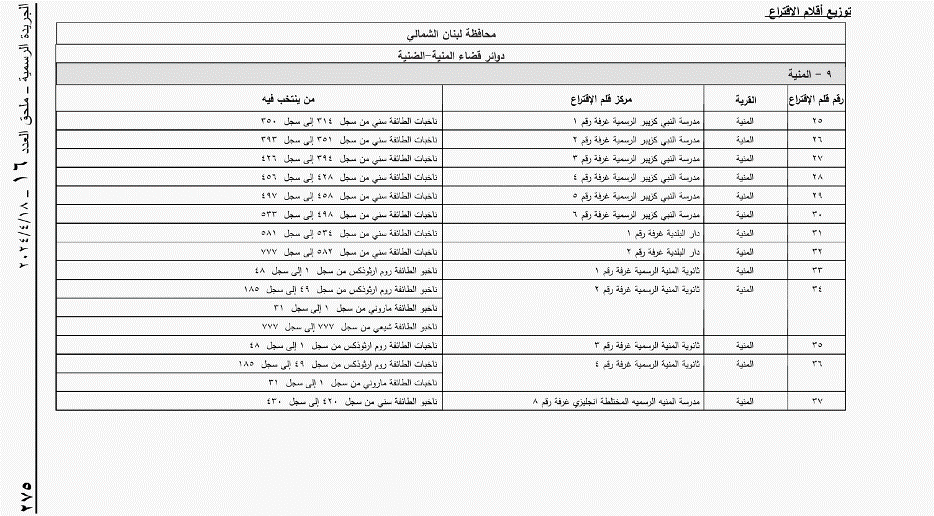 الجريدة الرسمية – ملحق العدد ١٦ – ٢٠٢٤/٤/١٨
توزيع أقلام الإقتراع
محافظة لبنان الشمالي
دوائر قضاء المنية-الضنية
٩ - المنية
رقم قلم الإقتراع القرية مركز قلم الإقتراع من ينتخب فيه
٢٥ المنية مدرسة النبي كزيبر الرسمية غرفة رقم ١ ناخبات الطائفة سني من سجل ٣١٤ إلى سجل ٣٥٠
٢٦ المنية مدرسة النبي كزيبر الرسمية غرفة رقم ٢ ناخبات الطائفة سني من سجل ٣٥١ إلى سجل ٣٩٣
٢٧ المنية مدرسة النبي كزيبر الرسمية غرفة رقم ٣ ناخبات الطائفة سني من سجل ٣٩٤ إلى سجل ٤٢٦
٢٨ المنية مدرسة النبي كزيبر الرسمية غرفة رقم ٤ ناخبات الطائفة سني من سجل ٤٢٨ إلى سجل ٤٥٦
٢٩ المنية مدرسة النبي كزيبر الرسمية غرفة رقم ٥ ناخبات الطائفة سني من سجل ٤٥٨ إلى سجل ٤٩٧
٣٠ المنية مدرسة النبي كزيبر الرسمية غرفة رقم ٦ ناخبات الطائفة سني من سجل ٤٩٨ إلى سجل ٥٣٣
٣١ المنية دار البلدية غرفة رقم ١ ناخبات الطائفة سني من سجل ٥٣٤ إلى سجل ٥٨١
٣٢ المنية دار البلدية غرفة رقم ٢ ناخبات الطائفة سني من سجل ٥٨٢ إلى سجل ٧٧٧
٣٣ المنية ثانوية المنية الرسمية غرفة رقم ١ ناخبو الطائفة روم ارثوذكس من سجل ١ إلى سجل ٤٨
٣٤ المنية ثانوية المنية الرسمية غرفة رقم ٢ ناخبو الطائفة روم ارثوذكس من سجل ٤٩ إلى سجل ١٨٥
ناخبو الطائفة ماروني من سجل ١ إلى سجل ٣١
ناخبو الطائفة شيعي من سجل ٧٧٧ إلى سجل ٧٧٧
٣٥ المنية ثانوية المنية الرسمية غرفة رقم ٣ ناخبات الطائفة روم ارثوذكس من سجل ١ إلى سجل ٤٨
٣٦ المنية ثانوية المنية الرسمية غرفة رقم ٤ ناخبات الطائفة روم ارثوذكس من سجل ٤٩ إلى سجل ١٨٥
ناخبات الطائفة ماروني من سجل ١ إلى سجل ٣١
٣٧ المنية مدرسة المنيه الرسميه المختلطة انجليزي غرفة رقم ٨ ناخبو الطائفة سني من سجل ٤٢٠ إلى سجل ٤٣٠
٢٧٥